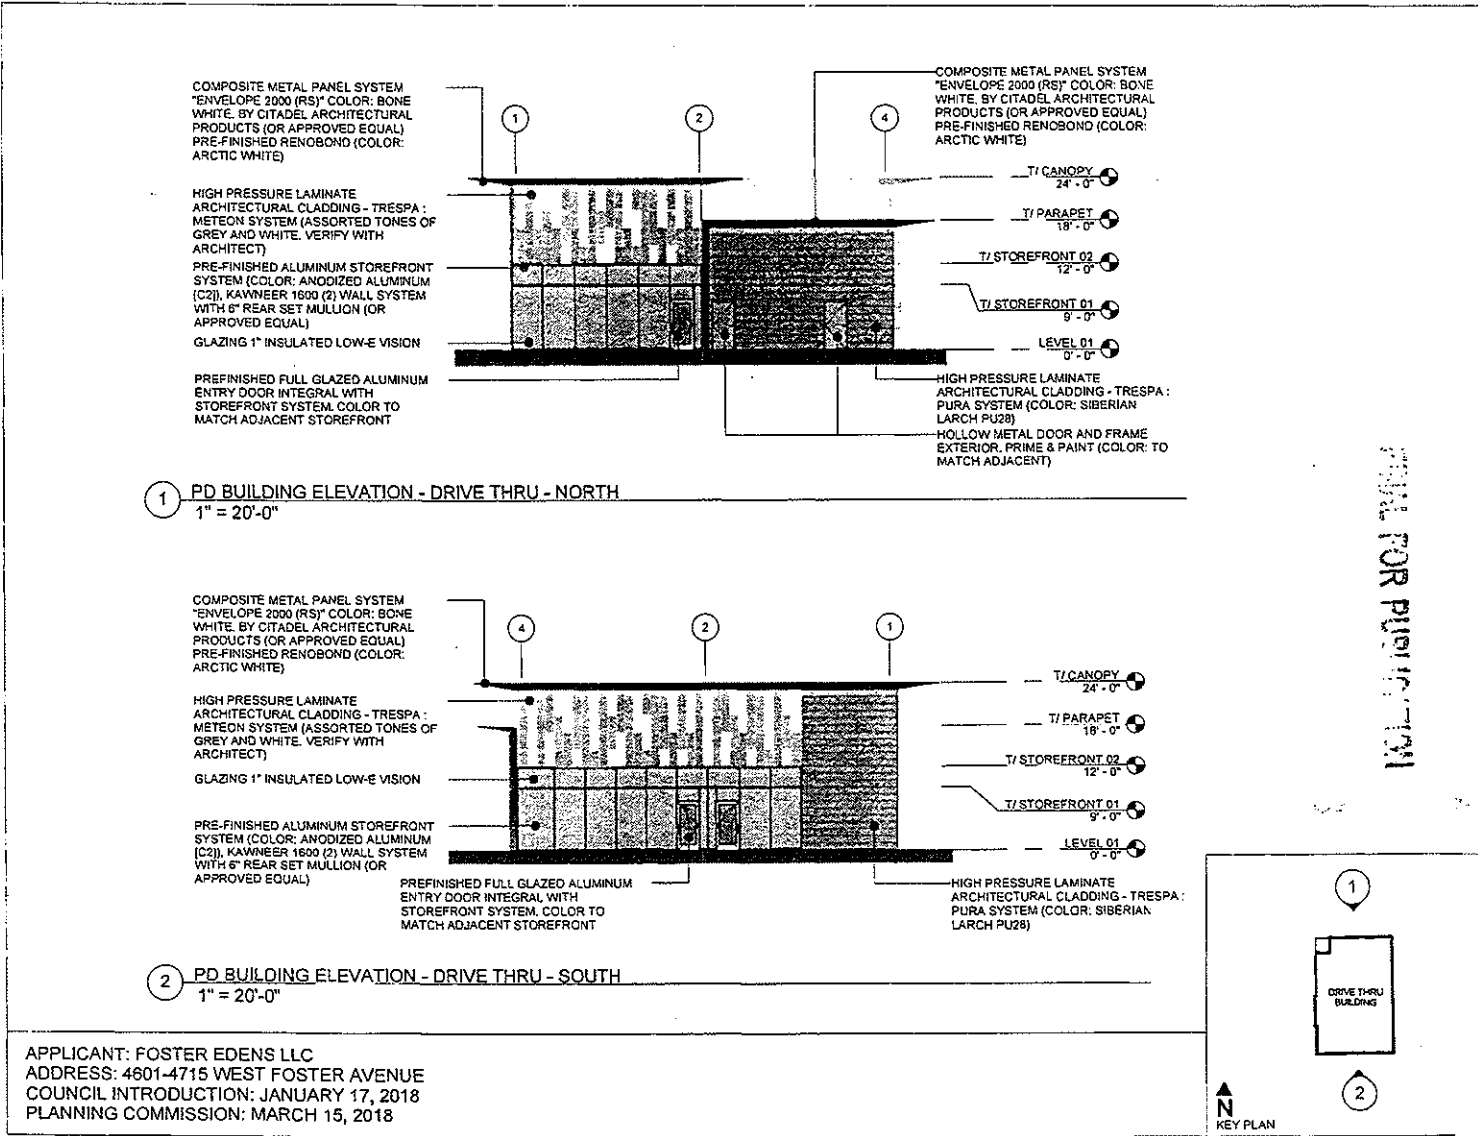 COMPOSITE METAL PANEL SYSTEM
"ENVELOPE 2000 (RS)" COLOR: BONE
WHITE, BY CITADEL ARCHITECTURAL
PRODUCTS (OR APPROVED EQUAL)
PRE-FINISHED RENOBOND (COLOR:
ARCTIC WHITE)
HIGH PRESSURE LAMINATE
ARCHITECTURAL CLADDING - TRESPA :
METEON SYSTEM (ASSORTED TONES OF
GREY AND WHITE. VERIFY WITH
ARCHITECT)
PRE-FINISHED ALUMINUM STOREFRONT
SYSTEM (COLOR: ANODIZED ALUMINUM
[C2]), KAWNEER 1600 (2) WALL SYSTEM
WITH 6" REAR SET MULLION (OR
APPROVED EQUAL)
GLAZING 1" INSULATED LOW-E VISION
PREFINISHED FULL GLAZED ALUMINUM
ENTRY DOOR INTEGRAL WITH
STOREFRONT SYSTEM. COLOR TO
MATCH ADJACENT STOREFRONT
1
2
4
COMPOSITE METAL PANEL SYSTEM
"ENVELOPE 2000 (RS)" COLOR: BONE
WHITE, BY CITADEL ARCHITECTURAL
PRODUCTS (OR APPROVED EQUAL)
PRE-FINISHED RENOBOND (COLOR:
ARCTIC WHITE)
T/ CANOPY
24' - 0"
T/ PARAPET
18' - 0"
T/ STOREFRONT 02
12' - 0"
T/ STOREFRONT 01
9' - 0"
LEVEL 01
0' - 0"
HIGH PRESSURE LAMINATE
ARCHITECTURAL CLADDING - TRESPA :
PURA SYSTEM (COLOR: SIBERIAN
LARCH PU28)
HOLLOW METAL DOOR AND FRAME
EXTERIOR, PRIME & PAINT (COLOR: TO
MATCH ADJACENT)
1 PD BUILDING ELEVATION - DRIVE THRU - NORTH
1" = 20'-0"
COMPOSITE METAL PANEL SYSTEM
"ENVELOPE 2000 (RS)" COLOR: BONE
WHITE, BY CITADEL ARCHITECTURAL
PRODUCTS (OR APPROVED EQUAL)
PRE-FINISHED RENOBOND (COLOR:
ARCTIC WHITE)
HIGH PRESSURE LAMINATE
ARCHITECTURAL CLADDING - TRESPA :
METEON SYSTEM (ASSORTED TONES OF
GREY AND WHITE. VERIFY WITH
ARCHITECT)
GLAZING 1" INSULATED LOW-E VISION
PRE-FINISHED ALUMINUM STOREFRONT
SYSTEM (COLOR: ANODIZED ALUMINUM
[C2]), KAWNEER 1600 (2) WALL SYSTEM
WITH 6" REAR SET MULLION (OR
APPROVED EQUAL)
4
2
1
T/ CANOPY
24' - 0"
T/ PARAPET
18' - 0"
T/ STOREFRONT 02
12' - 0"
T/ STOREFRONT 01
9' - 0"
LEVEL 01
0' - 0"
PREFINISHED FULL GLAZED ALUMINUM
ENTRY DOOR INTEGRAL WITH
STOREFRONT SYSTEM. COLOR TO
MATCH ADJACENT STOREFRONT
HIGH PRESSURE LAMINATE
ARCHITECTURAL CLADDING - TRESPA :
PURA SYSTEM (COLOR: SIBERIAN
LARCH PU28)
2 PD BUILDING ELEVATION - DRIVE THRU - SOUTH
1" = 20'-0"
FOR
1
DRIVE THRU
BUILDING
2
N
KEY PLAN
APPLICANT: FOSTER EDENS LLC
ADDRESS: 4601-4715 WEST FOSTER AVENUE
COUNCIL INTRODUCTION: JANUARY 17, 2018
PLANNING COMMISSION: MARCH 15, 2018